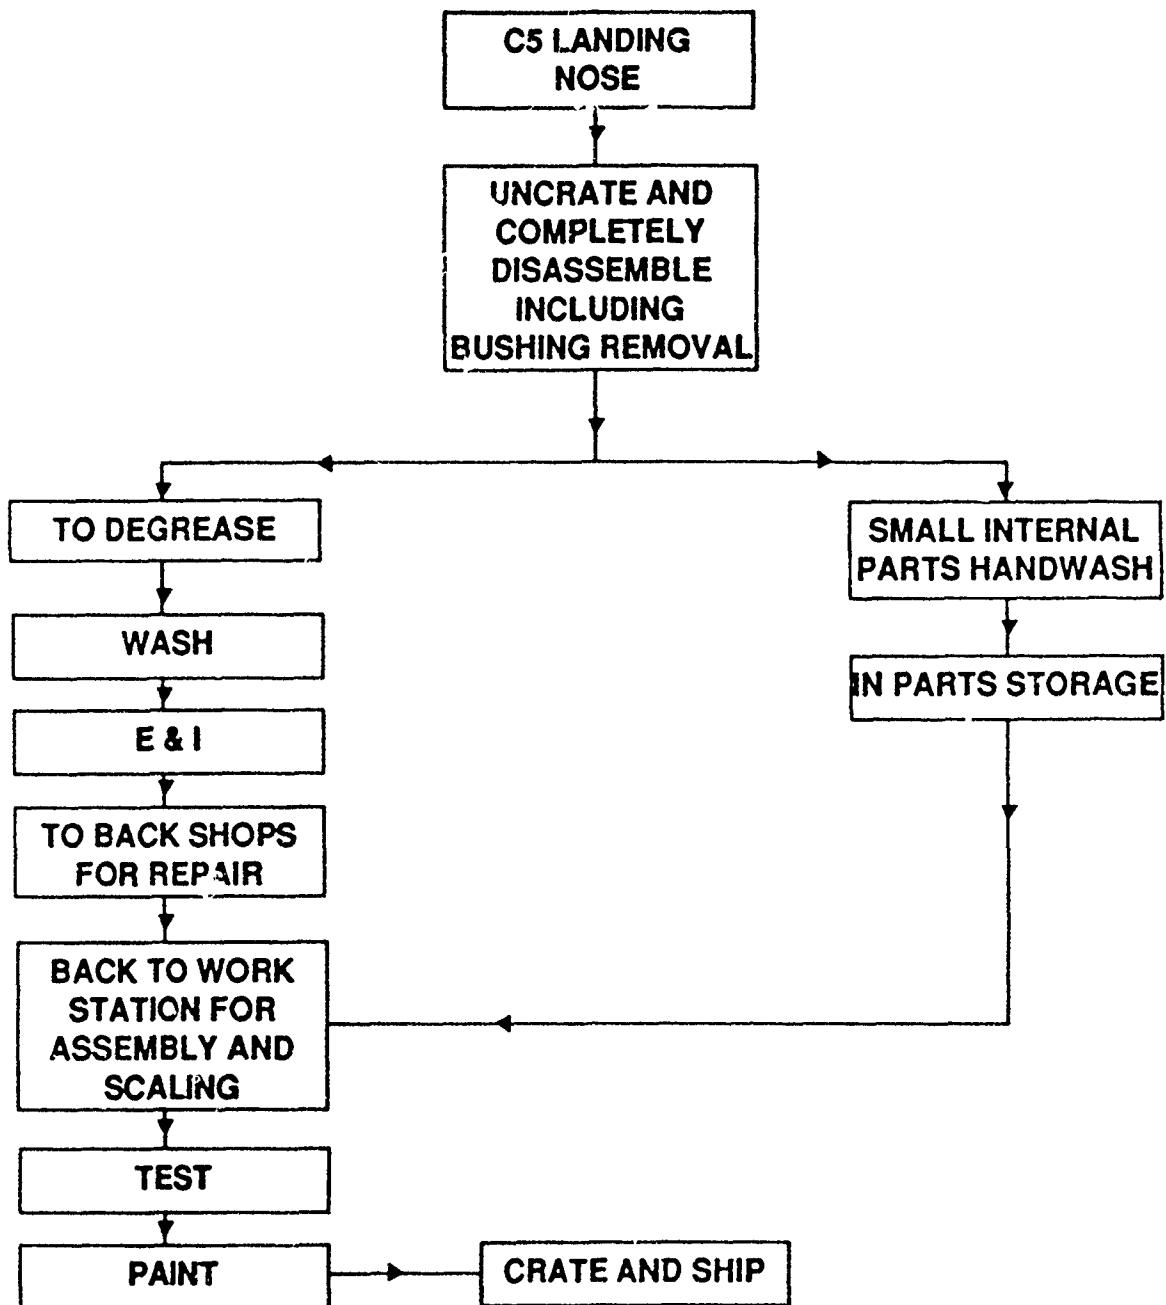 C5 LANDING
NOSE
UNCRATE AND
COMPLETELY
DISASSEMBLE
INCLUDING
BUSHING REMOVAL
TO DEGREASE
WASH
E & I
TO BACK SHOPS
FOR REPAIR
BACK TO WORK
STATION FOR
ASSEMBLY AND
SCALING
TEST
PAINT
CRATE AND SHIP
SMALL INTERNAL
PARTS HANDWASH
IN PARTS STORAGE